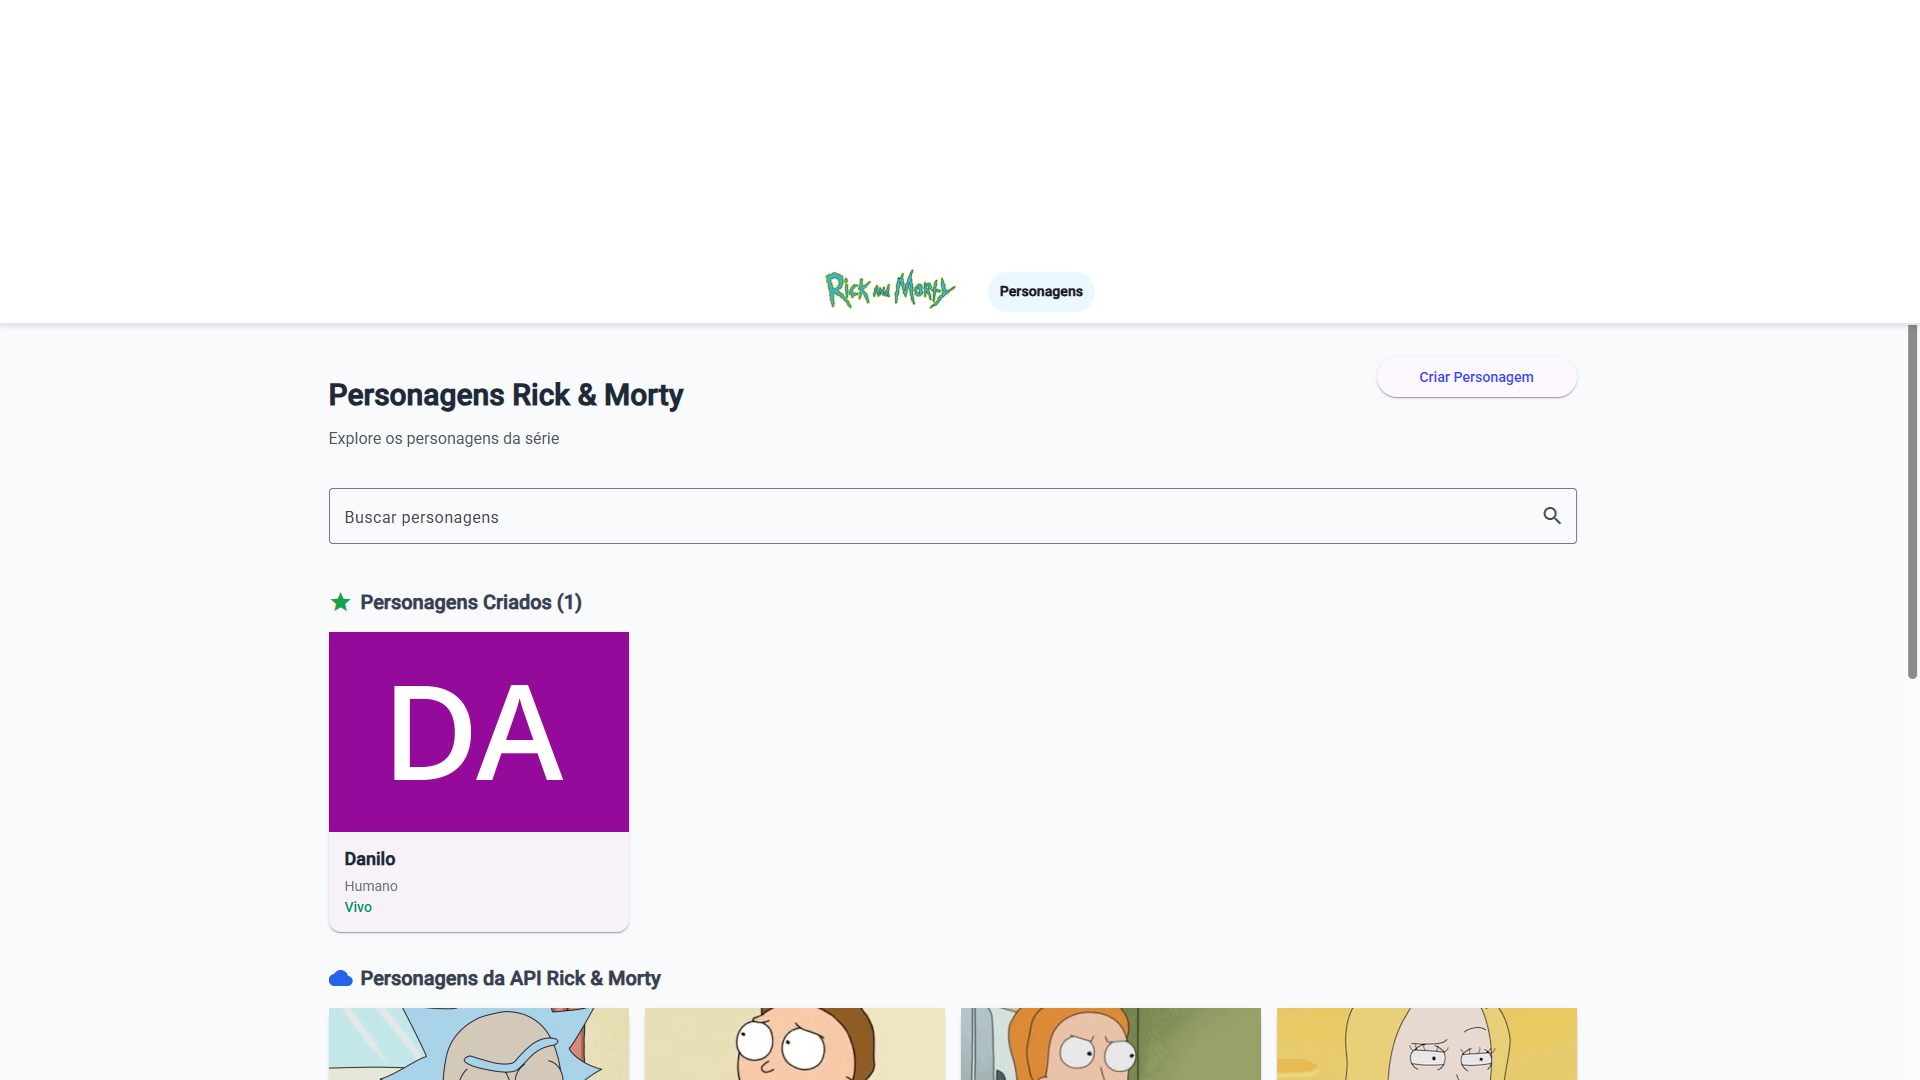 Rick and Morty
Personagens
Criar Personagem
Personagens Rick & Morty
Explore os personagens da série
Buscar personagens
Personagens Criados (1)
DA
Danilo
Humano
Vivo
Personagens da API Rick & Morty